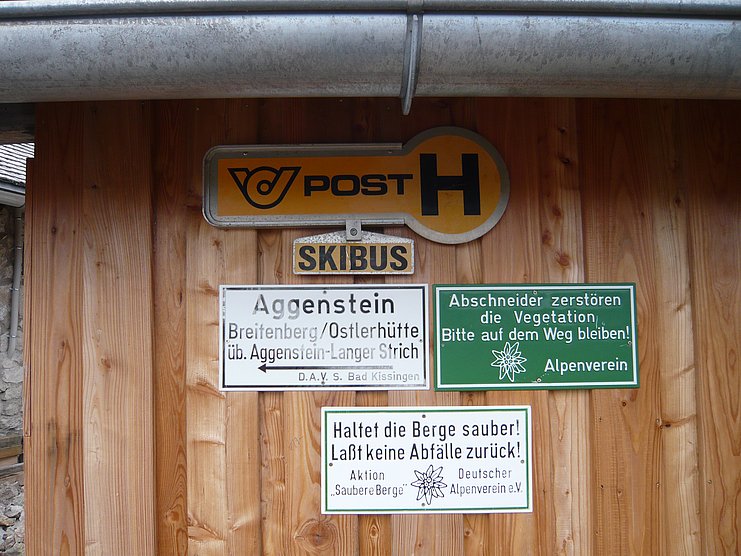 POST H
SKIBUS
Aggenstein
Breitenberg/Ostlerhütte
üb. Aggenstein-Langer Strich
D.A.V. S. Bad Kissingen
Abschneider zerstören
die Vegetation
Bitte auf dem Weg bleiben!
Alpenverein
Haltet die Berge sauber!
Laßt keine Abfälle zurück!
Aktion Deutscher
„Saubere Berge" Alpenverein e.V.